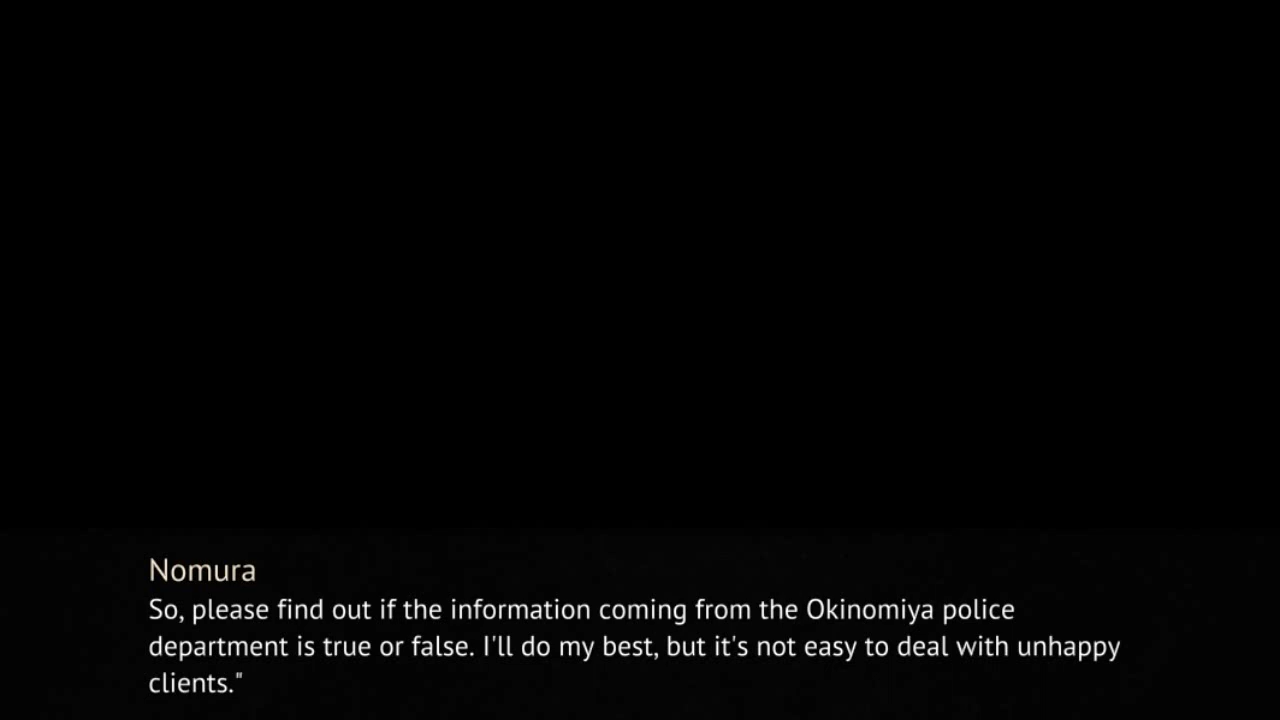 Nomura
So, please find out if the information coming from the Okinomiya police
department is true or false. I'll do my best, but it's not easy to deal with unhappy
clients."